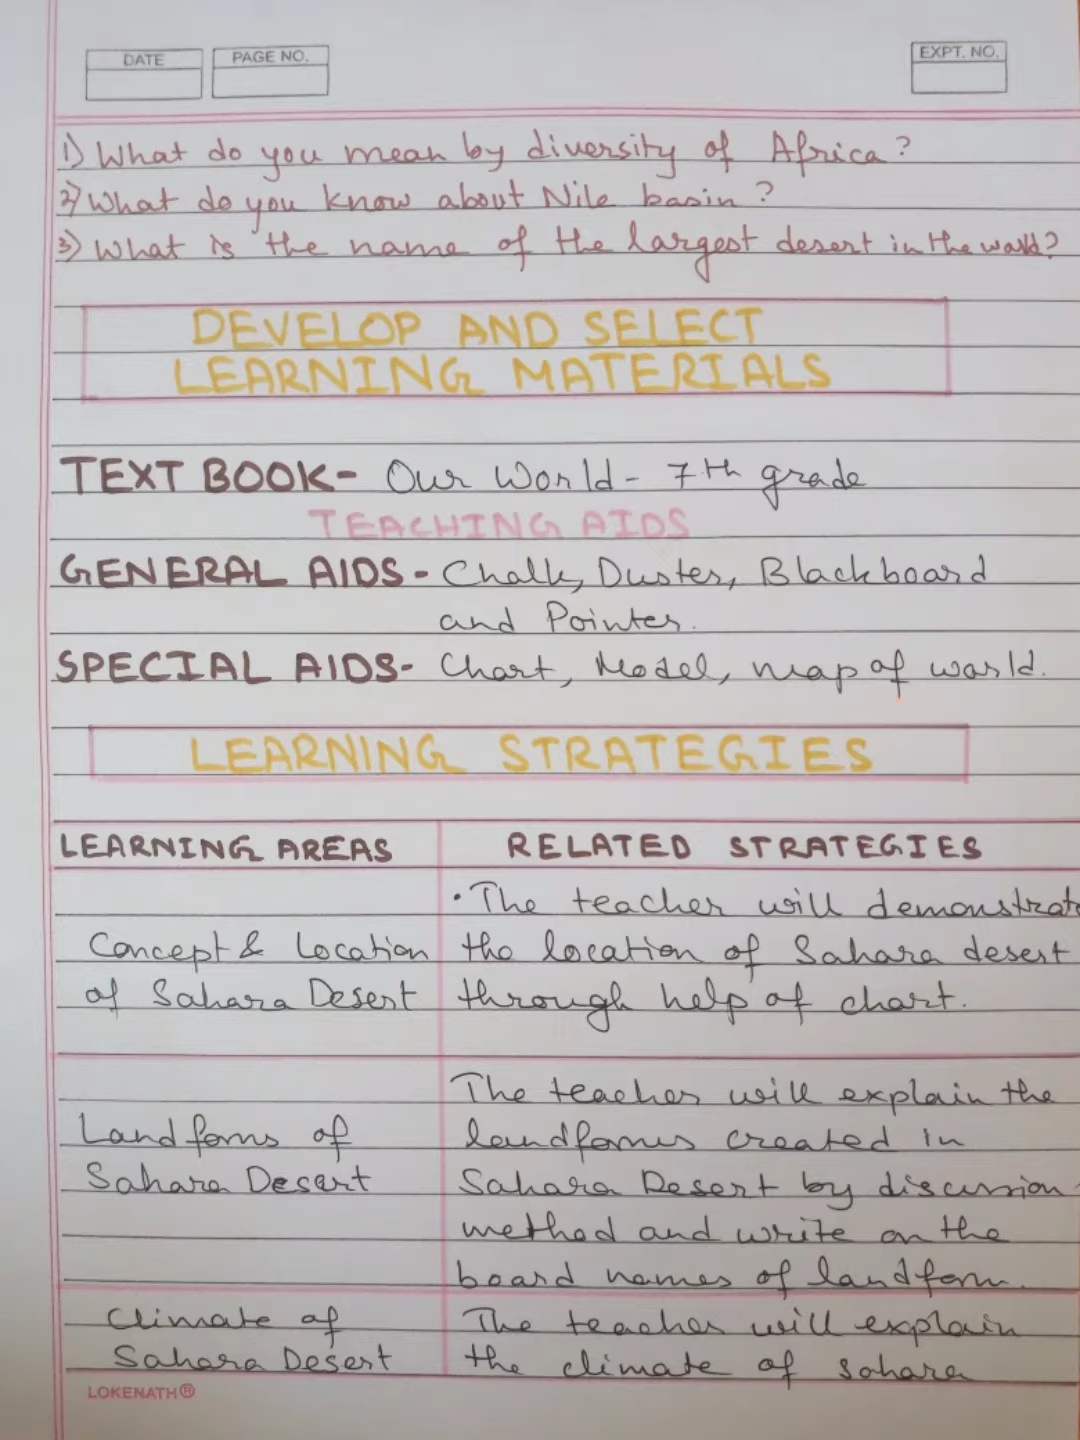 DATE
PAGE NO.
EXPT. NO.
1) What do you mean by diversity of Africa?
2) What do you know about Nile basin?
3) What is the name of the largest desert in the world?
DEVELOP AND SELECT
LEARNING MATERIALS
TEXT BOOK- Our World - 7th grade
TEACHING AIDS
GENERAL AIDS - Chalk, Duster, Blackboard
and Pointer.
SPECIAL AIDS- Chart, Model, map of world.
LEARNING STRATEGIES
LEARNING AREAS RELATED STRATEGIES
Concept & Location
of Sahara Desert
• The teacher will demonstrate
the location of Sahara desert
through help of chart.
Landforms of
Sahara Desert
The teacher will explain the
landforms created in
Sahara Desert by discussion
method and write on the
board names of landform.
Climate of
Sahara Desert
The teacher will explain
the climate of sahara
LOKENATH®